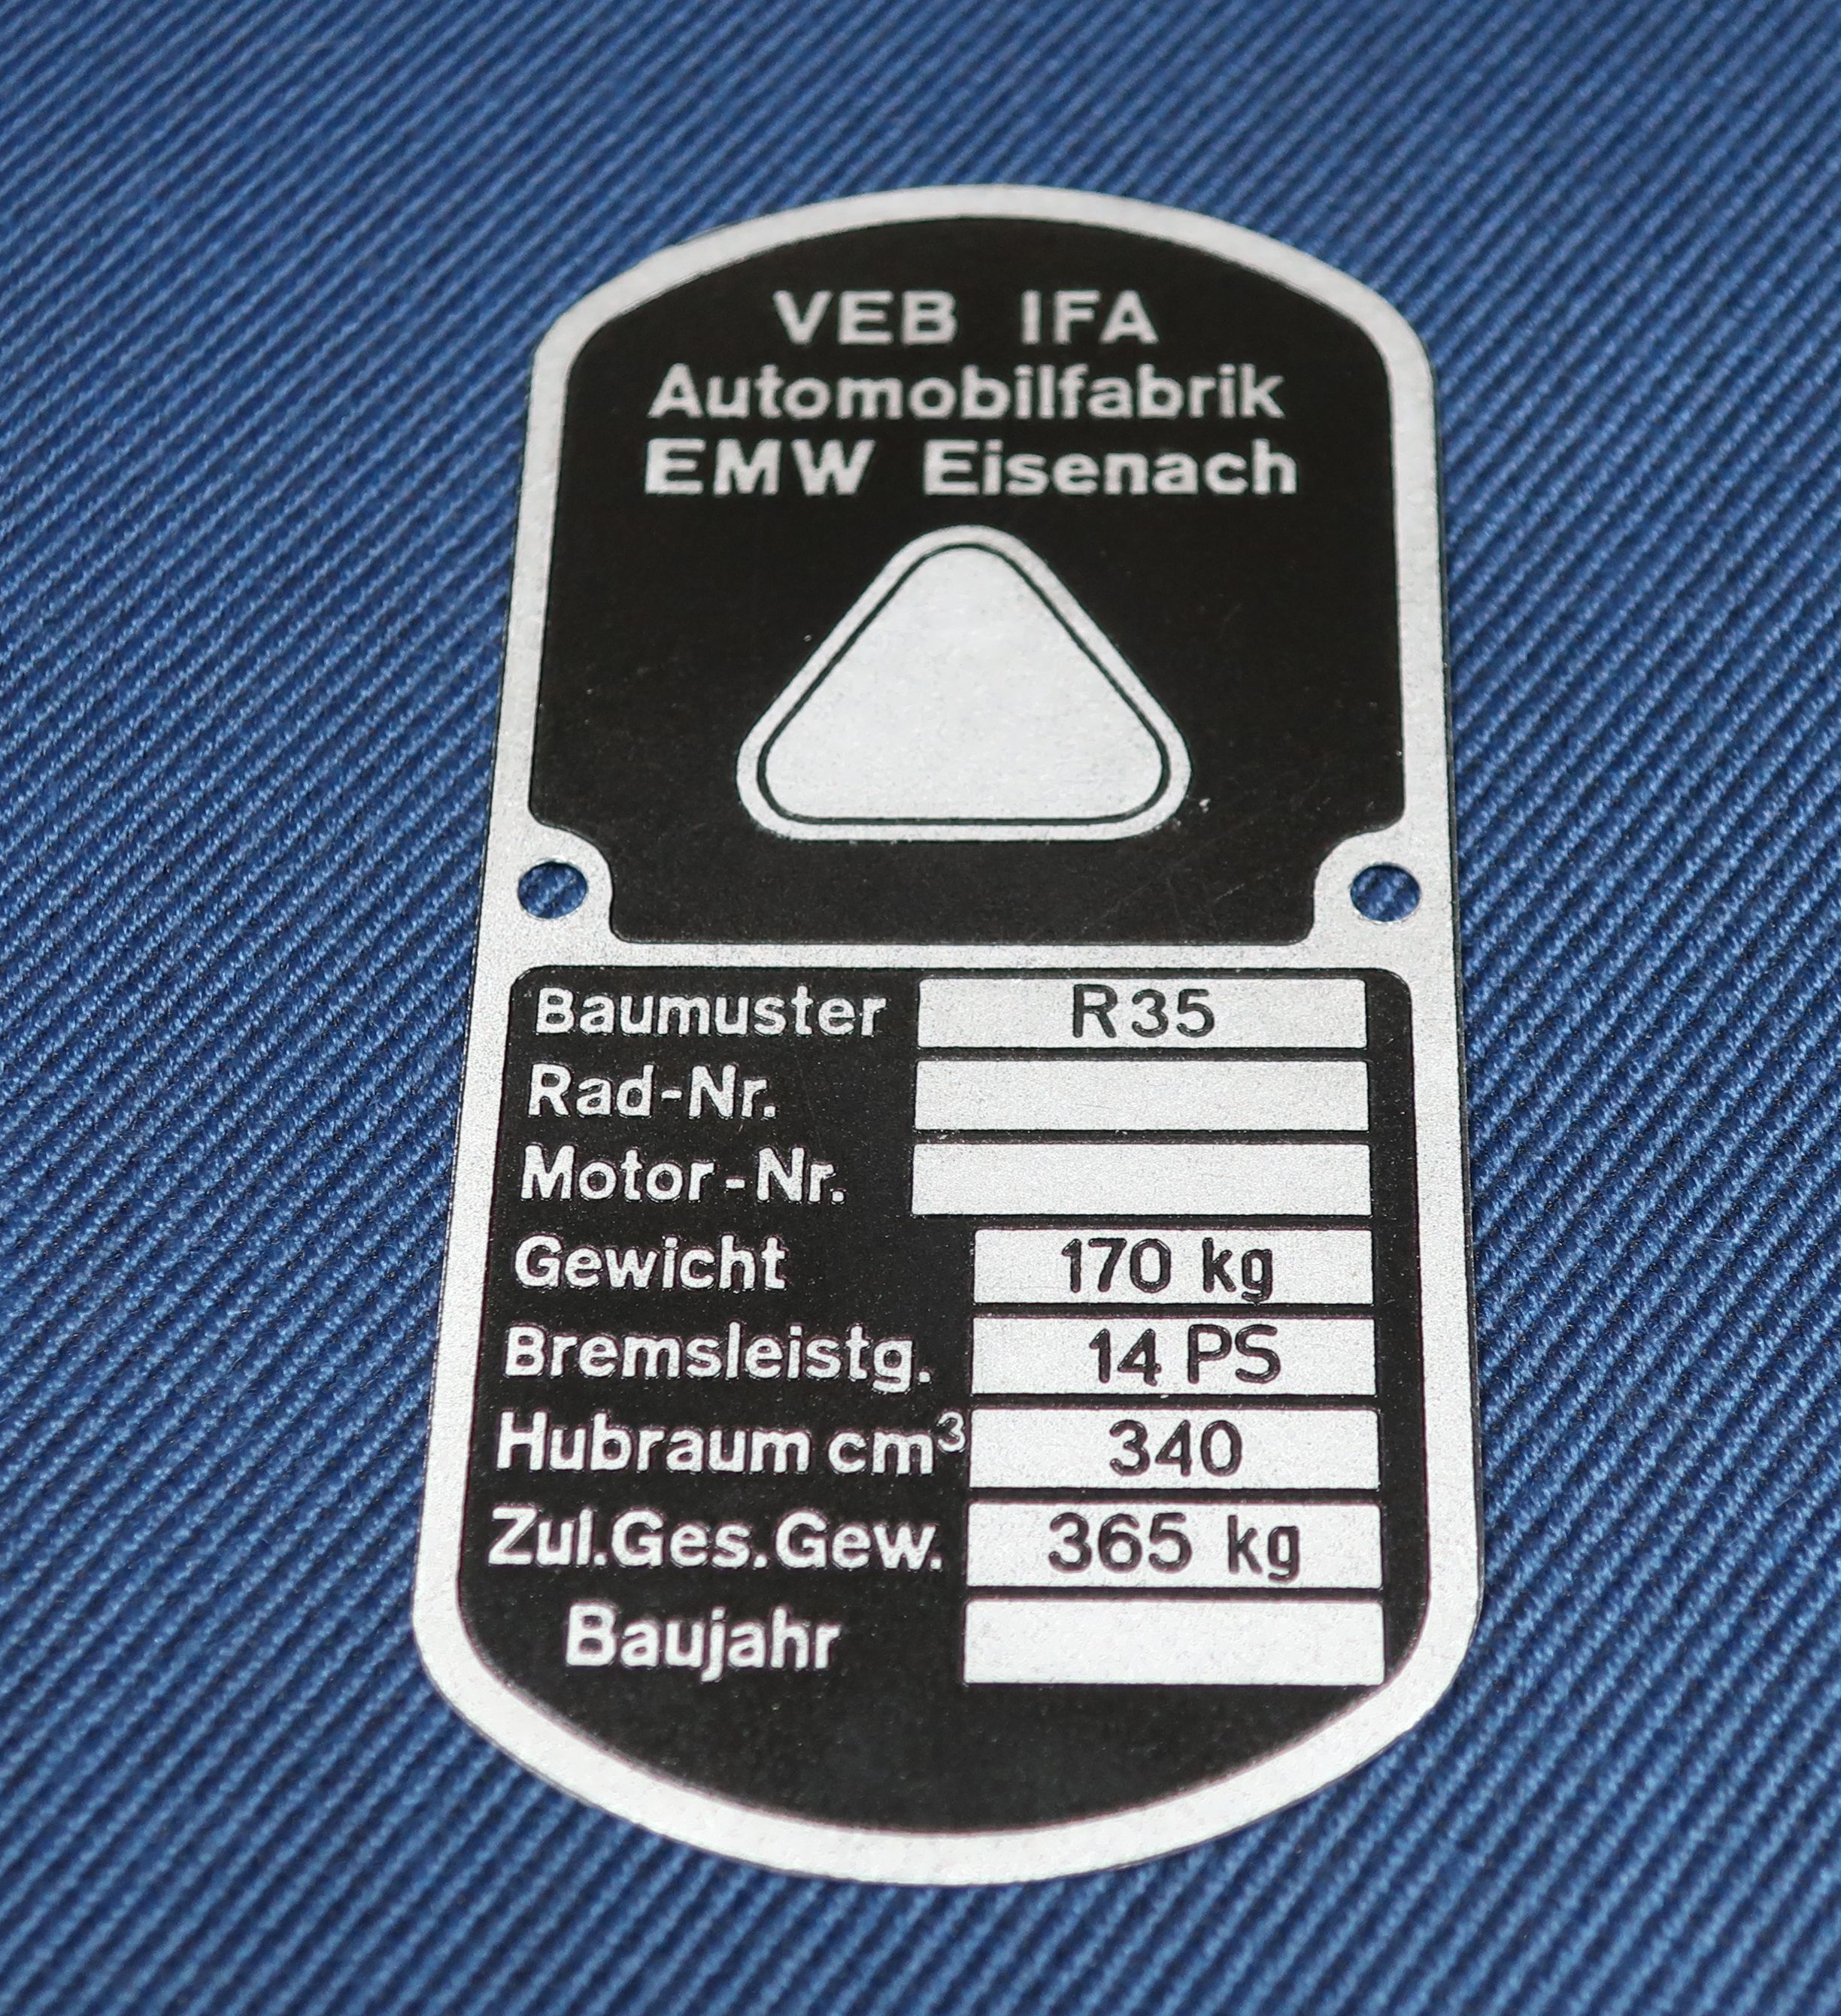 VEB IFA
Automobilfabrik
EMW Eisenach
Baumuster R35
Rad-Nr.
Motor-Nr.
Gewicht 170 kg
Bremsleistg. 14 PS
Hubraum cm³ 340
Zul.Ges.Gew. 365 kg
Baujahr